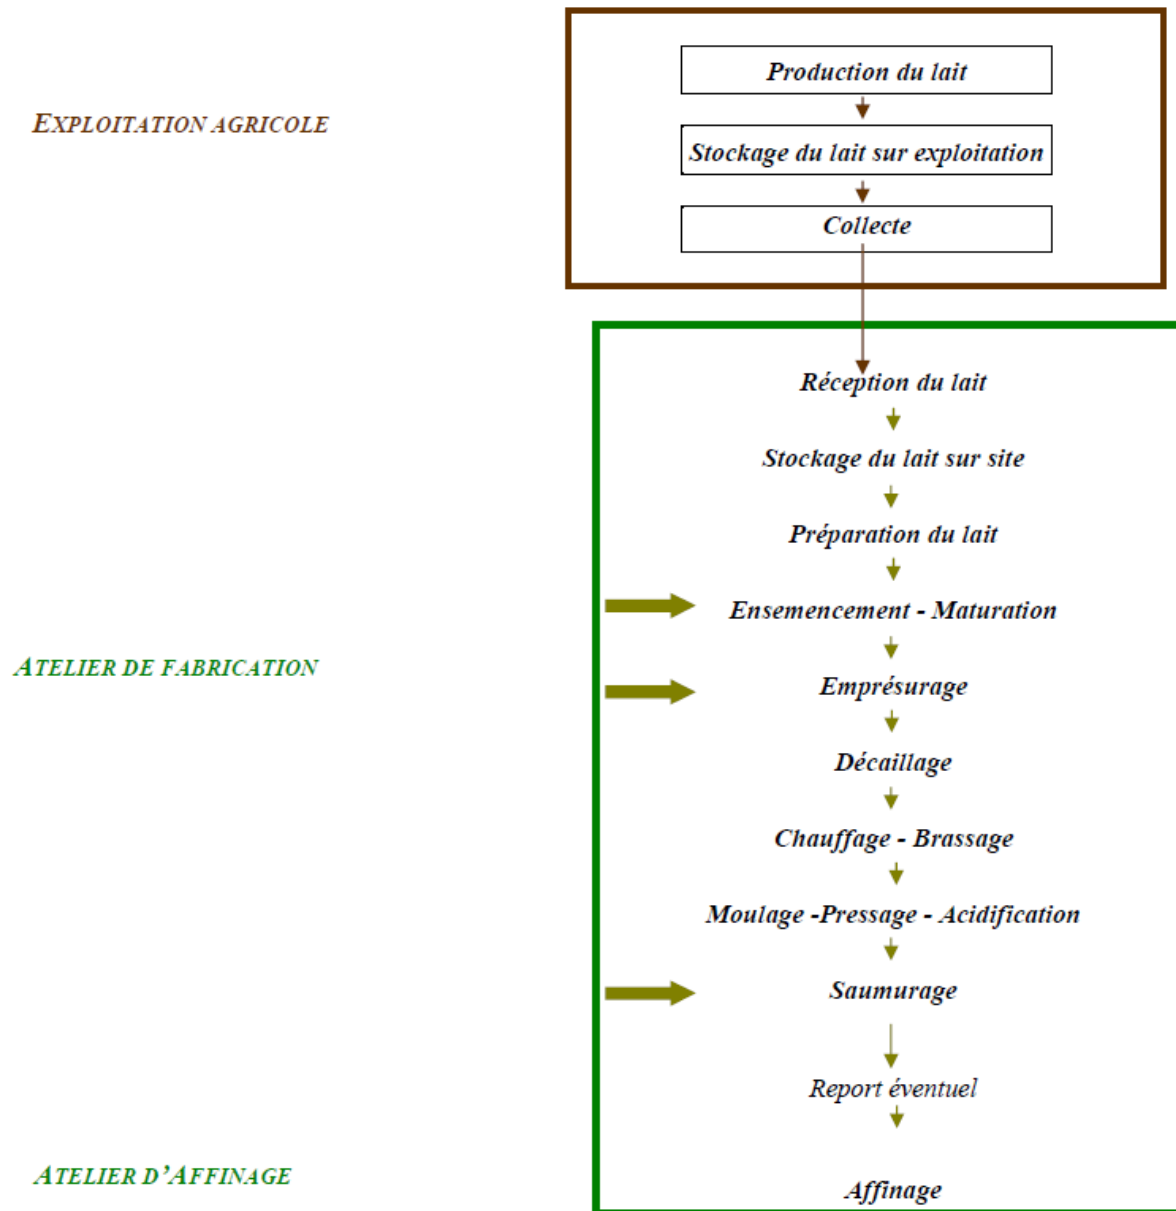 Production du lait
EXPLOITATION AGRICOLE
Stockage du lait sur exploitation
Collecte
Réception du lait
Stockage du lait sur site
Préparation du lait
Ensemencement - Maturation
ATELIER DE FABRICATION
Emprésurage
Décaillage
Chauffage - Brassage
Moulage -Pressage - Acidification
Saumurage
Report éventuel
ATELIER D'AFFINAGE
Affinage